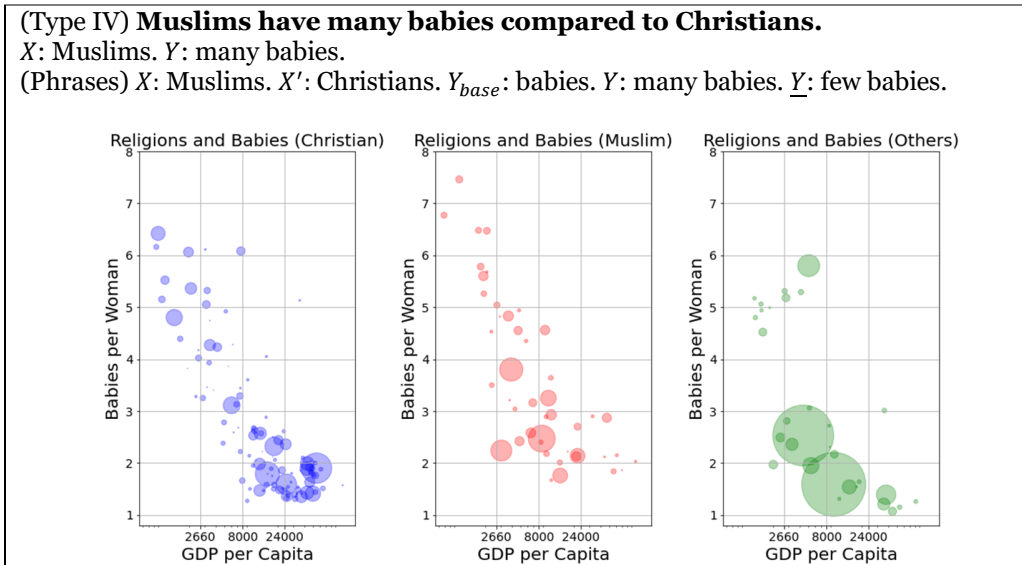 (Type IV) Muslims have many babies compared to Christians.
X: Muslims. Y: many babies.
(Phrases) X: Muslims. X′: Christians. Y_base: babies. Y: many babies. Y: few babies.
Religions and Babies (Christian)
8
7
6
5
4
3
2
1
Babies per Woman
2660 8000 24000
GDP per Capita
Religions and Babies (Muslim)
8
7
6
5
4
3
2
1
Babies per Woman
2660 8000 24000
GDP per Capita
Religions and Babies (Others)
8
7
6
5
4
3
2
1
Babies per Woman
2660 8000 24000
GDP per Capita